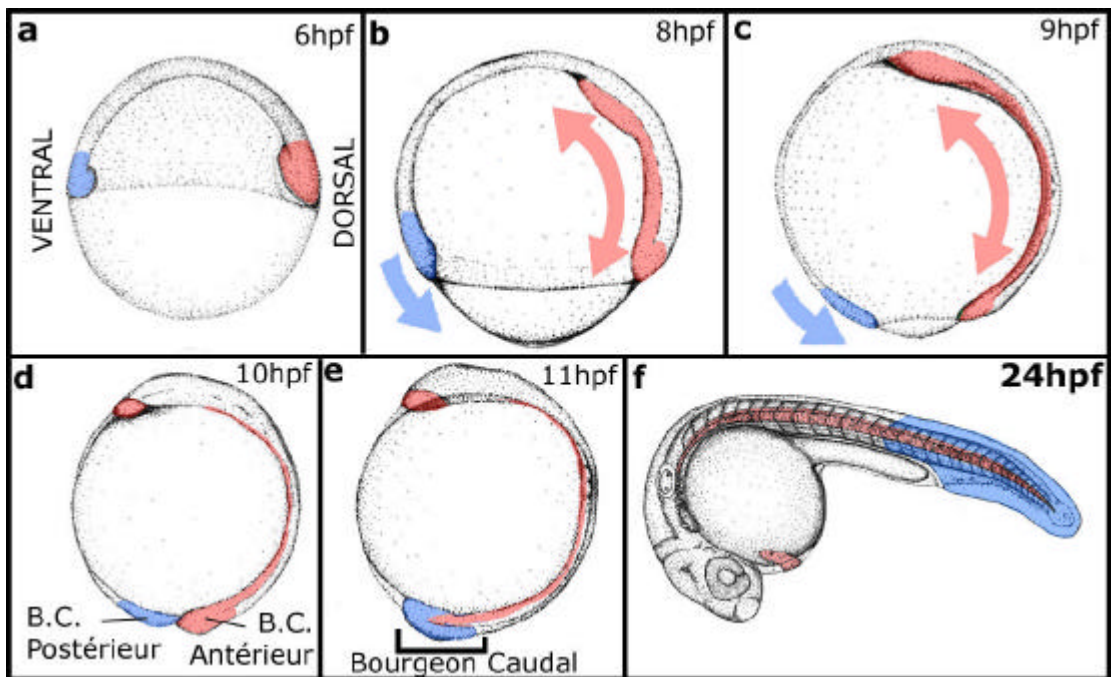 a
6hpf
VENTRAL
DORSAL
b
8hpf
c
9hpf
d
10hpf
B.C.
Postérieur
B.C.
Antérieur
e
11hpf
Bourgeon Caudal
f
24hpf